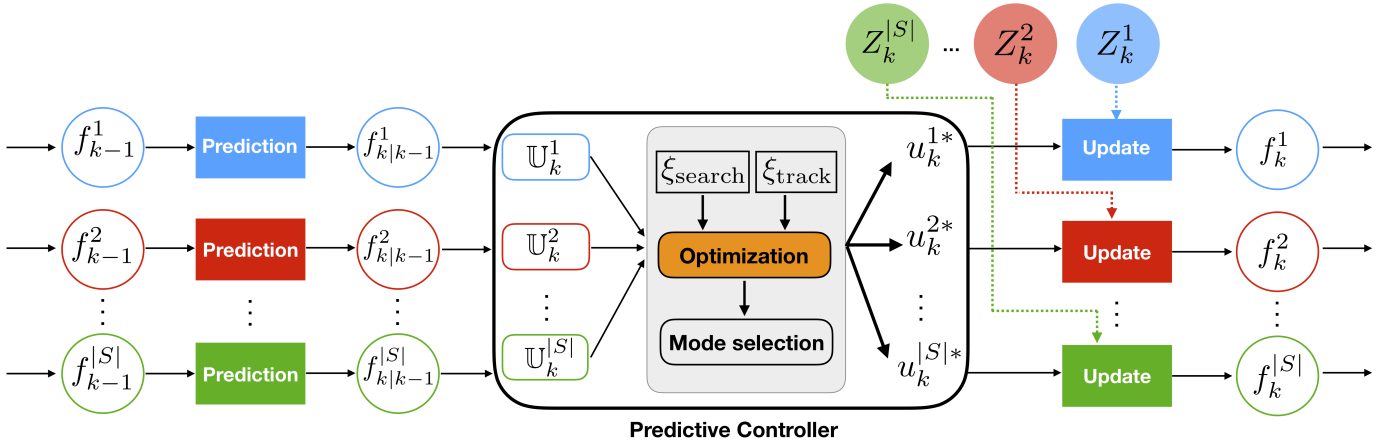 Z_k^{|S|} ... Z_k^2 Z_k^1
f_{k-1}^1 Prediction f_{k|k-1}^1 𝕌_k^1 ξ_search ξ_track u_k^{1*} Update f_k^1
f_{k-1}^2 Prediction f_{k|k-1}^2 𝕌_k^2 Optimization u_k^{2*} Update f_k^2
f_{k-1}^{|S|} Prediction f_{k|k-1}^{|S|} 𝕌_k^{|S|} Mode selection u_k^{|S|*} Update f_k^{|S|}
Predictive Controller